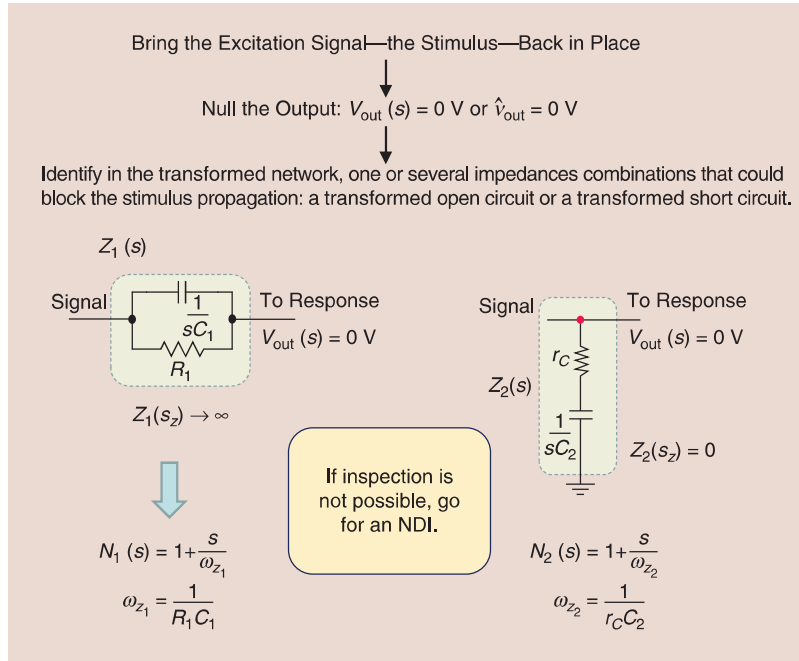 Bring the Excitation Signal—the Stimulus—Back in Place
Null the Output: Vout (s) = 0 V or v̂out = 0 V
Identify in the transformed network, one or several impedances combinations that could
block the stimulus propagation: a transformed open circuit or a transformed short circuit.
Z1 (s)
Signal
1/sC1
R1
To Response
Vout (s) = 0 V
Z1(sz) → ∞
N1 (s) = 1+ s/ωz1
ωz1 = 1/R1C1
If inspection is
not possible, go
for an NDI.
Signal
To Response
Vout (s) = 0 V
rC
Z2(s)
1/sC2
Z2(sz) = 0
N2 (s) = 1+ s/ωz2
ωz2 = 1/rCC2